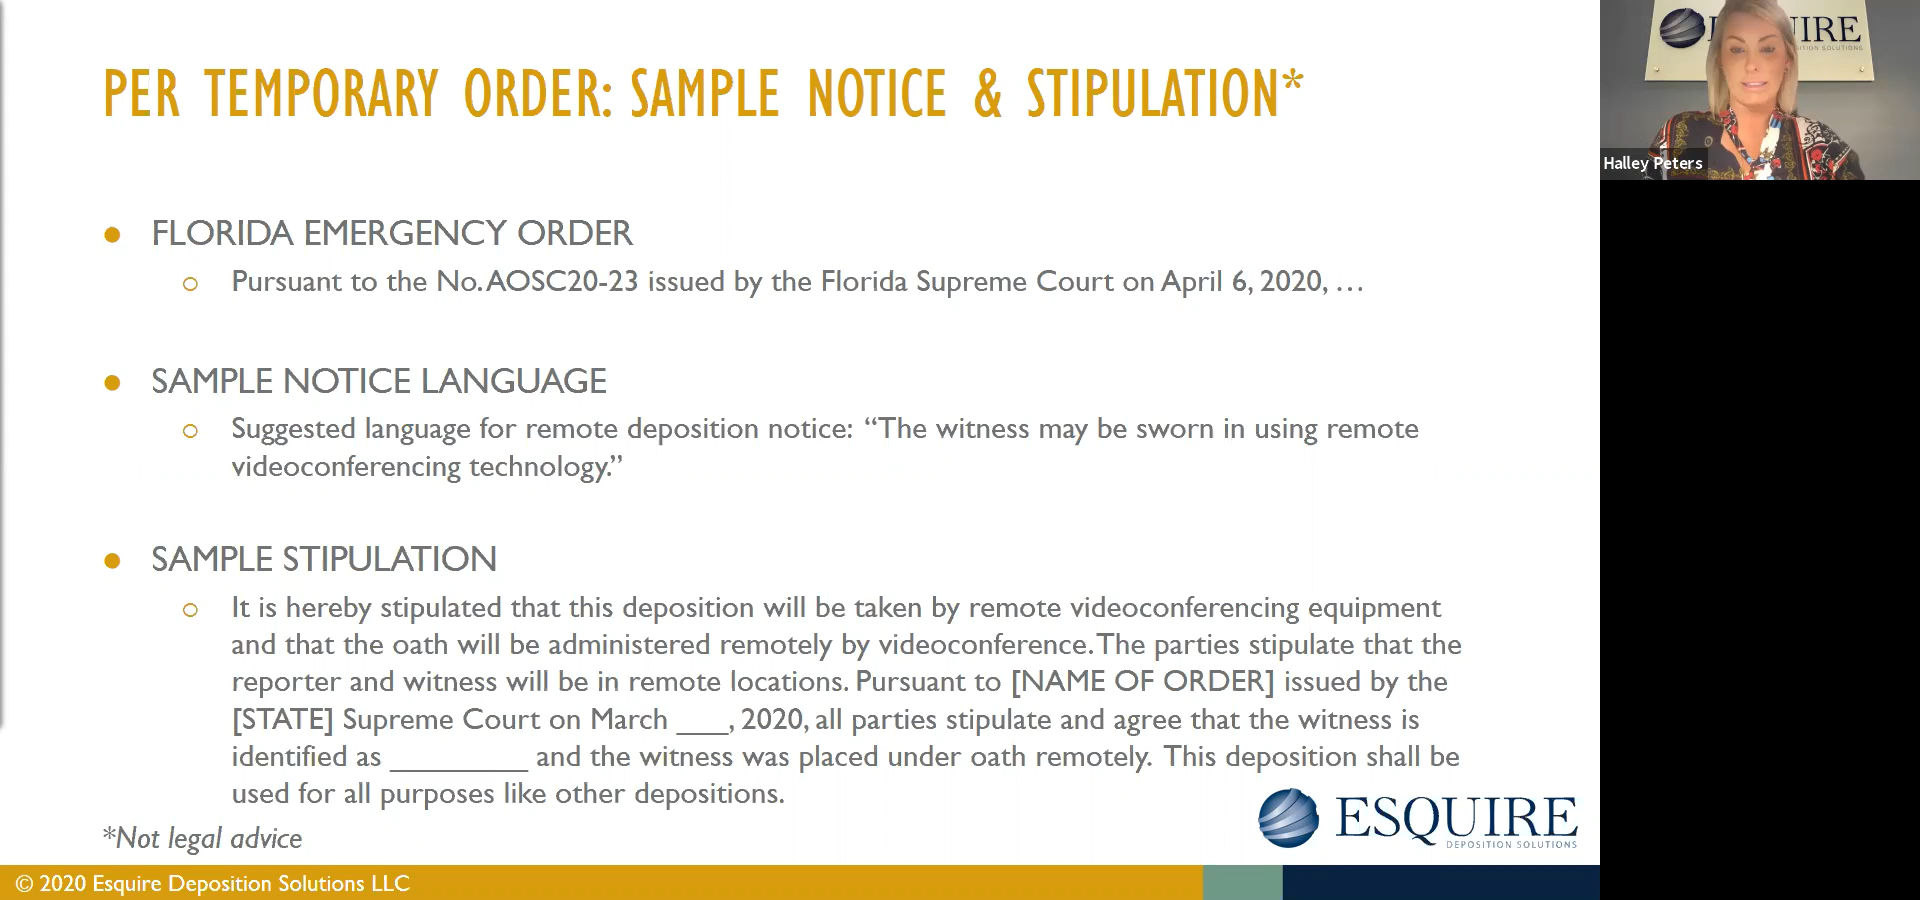 PER TEMPORARY ORDER: SAMPLE NOTICE & STIPULATION*
● FLORIDA EMERGENCY ORDER
○ Pursuant to the No. AOSC20-23 issued by the Florida Supreme Court on April 6, 2020, …
● SAMPLE NOTICE LANGUAGE
○ Suggested language for remote deposition notice: “The witness may be sworn in using remote
videoconferencing technology.”
● SAMPLE STIPULATION
○ It is hereby stipulated that this deposition will be taken by remote videoconferencing equipment
and that the oath will be administered remotely by videoconference. The parties stipulate that the
reporter and witness will be in remote locations. Pursuant to [NAME OF ORDER] issued by the
[STATE] Supreme Court on March ___, 2020, all parties stipulate and agree that the witness is
identified as _________ and the witness was placed under oath remotely. This deposition shall be
used for all purposes like other depositions.
*Not legal advice
ESQUIRE
DEPOSITION SOLUTIONS
© 2020 Esquire Deposition Solutions LLC
UIRE
SITION SOLUTIONS
Halley Peters